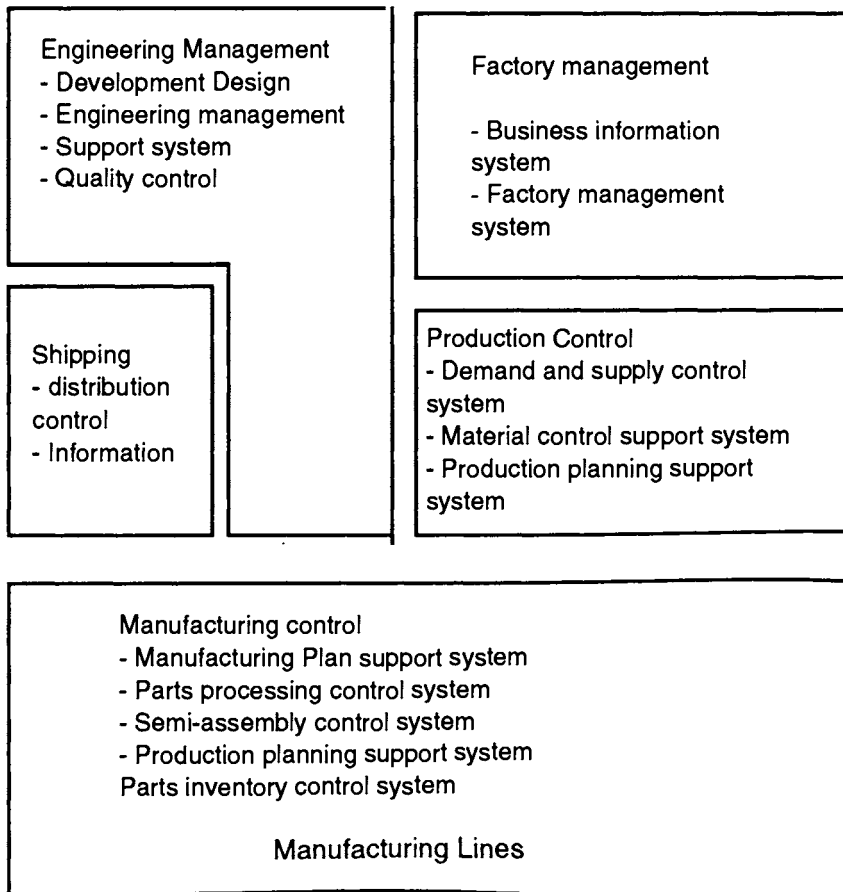 Engineering Management
- Development Design
- Engineering management
- Support system
- Quality control
Factory management
- Business information
system
- Factory management
system
Shipping
- distribution
control
- Information
Production Control
- Demand and supply control
system
- Material control support system
- Production planning support
system
Manufacturing control
- Manufacturing Plan support system
- Parts processing control system
- Semi-assembly control system
- Production planning support system
Parts inventory control system
Manufacturing Lines